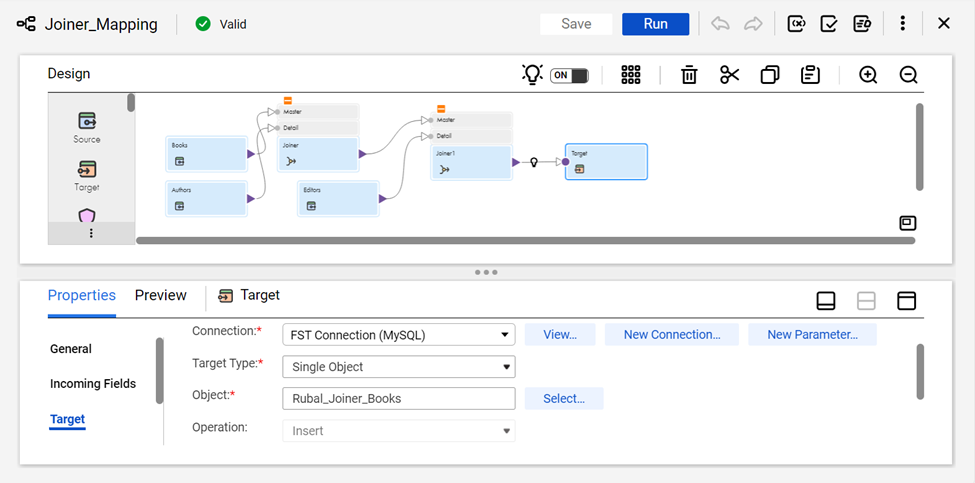 Joiner_Mapping
Valid
Save
Run
Design
ON
Source
Target
Master
Detail
Books
Joiner
Authors
Editors
Master
Detail
Joiner1
Target
Properties
Preview
Target
General
Incoming Fields
Target
Connection:*
FST Connection (MySQL)
View...
New Connection...
New Parameter...
Target Type:*
Single Object
Object:*
Rubal_Joiner_Books
Select...
Operation:
Insert